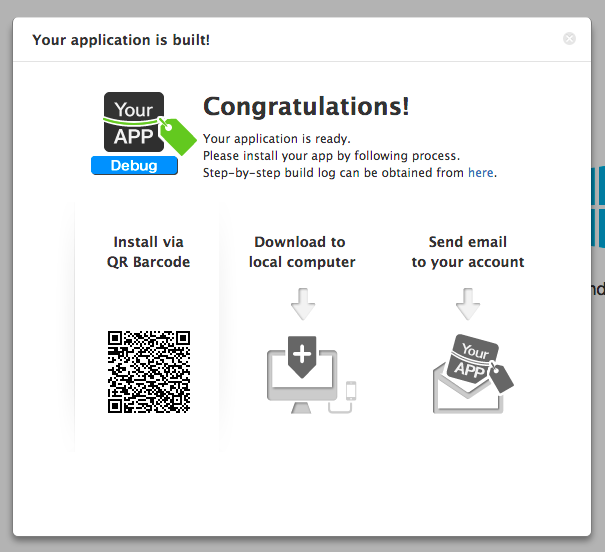 Your application is built!
Your
APP
Debug
Congratulations!
Your application is ready.
Please install your app by following process.
Step-by-step build log can be obtained from here.
Install via
QR Barcode
Download to
local computer
Send email
to your account
Your
APP
nd